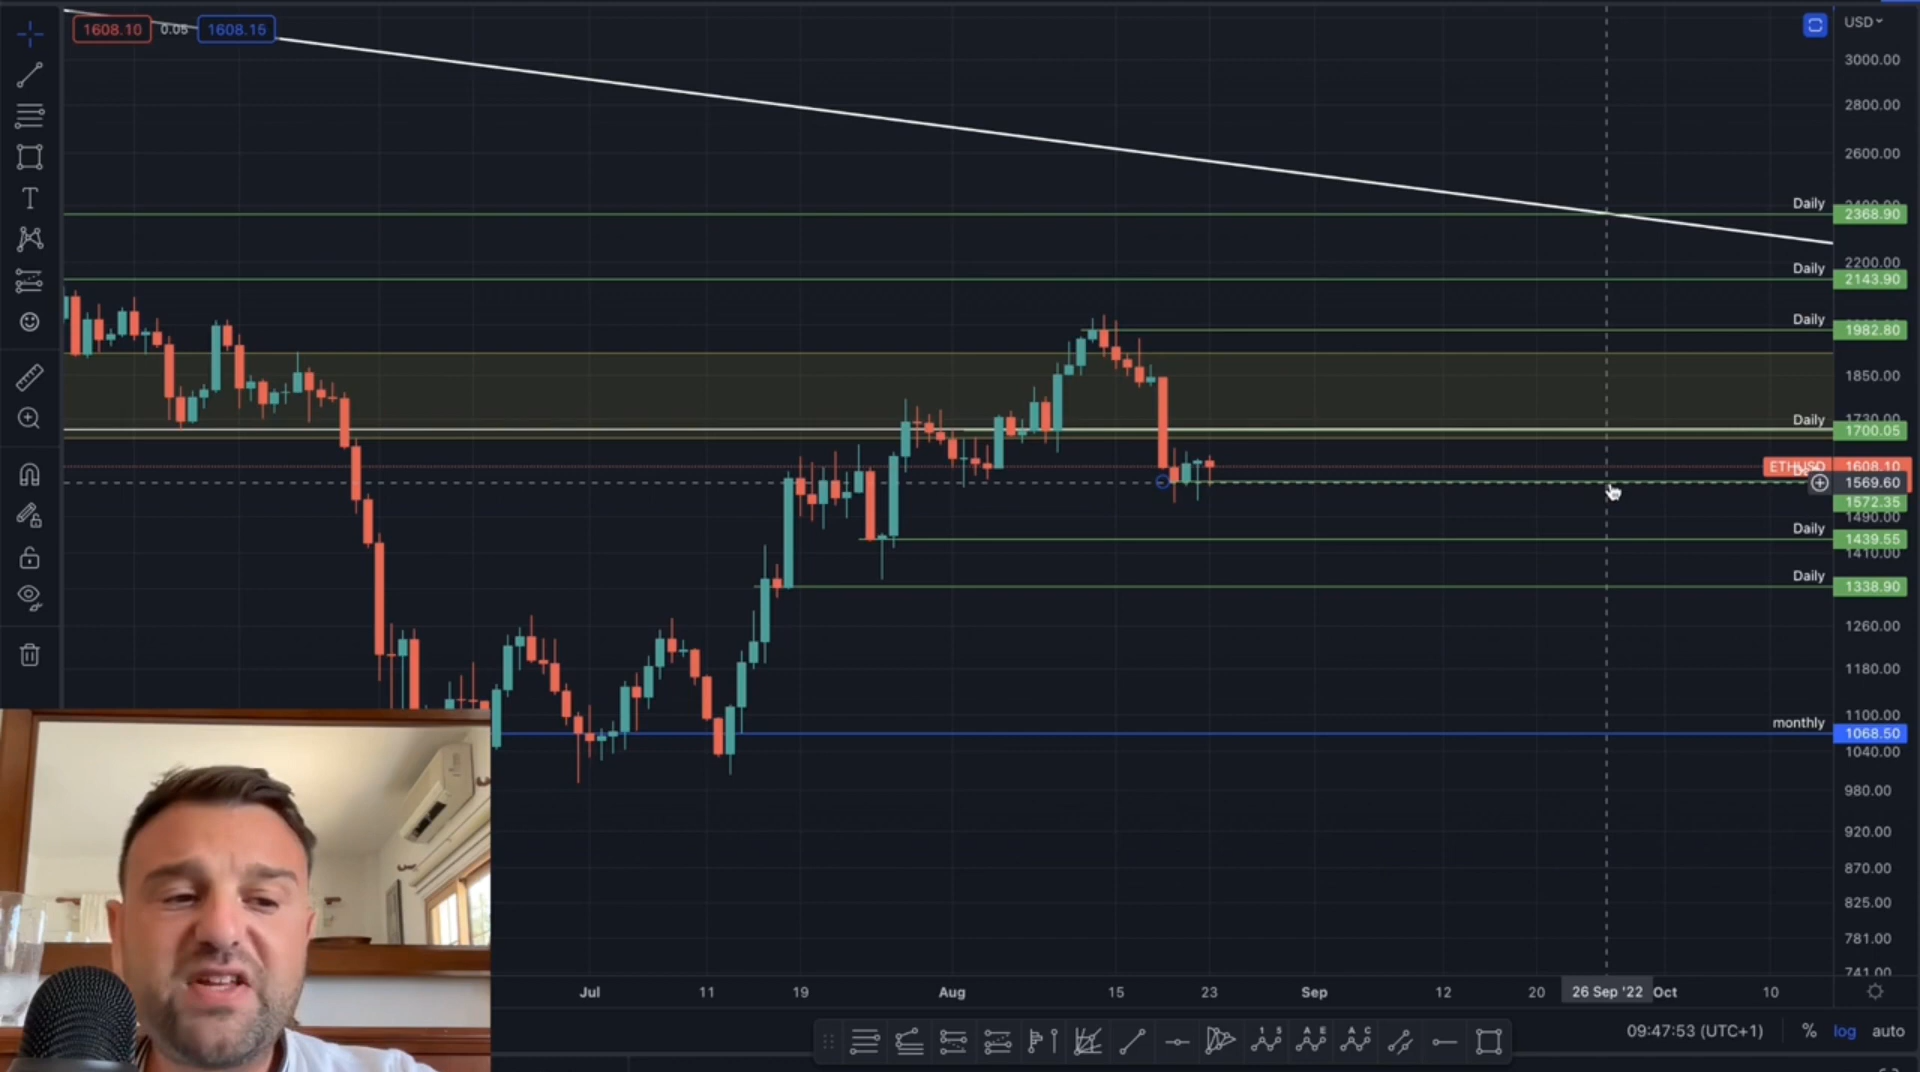 1608.10 0.05 1608.15
USD
3000.00
2800.00
2600.00
Daily
2368.90
2200.00
Daily
2143.90
Daily
1982.80
1850.00
1730.00
Daily
1700.05
ETHUSD 1608.10
1569.60
1572.35
1490.00
Daily
1439.55
1410.00
Daily
1338.90
1260.00
1180.00
1100.00
monthly
1068.50
1040.00
980.00
920.00
870.00
825.00
781.00
741.00
Jul 11 19 Aug 15 23 Sep 12 20 26 Sep '22 Oct 10
09:47:53 (UTC+1) % log auto